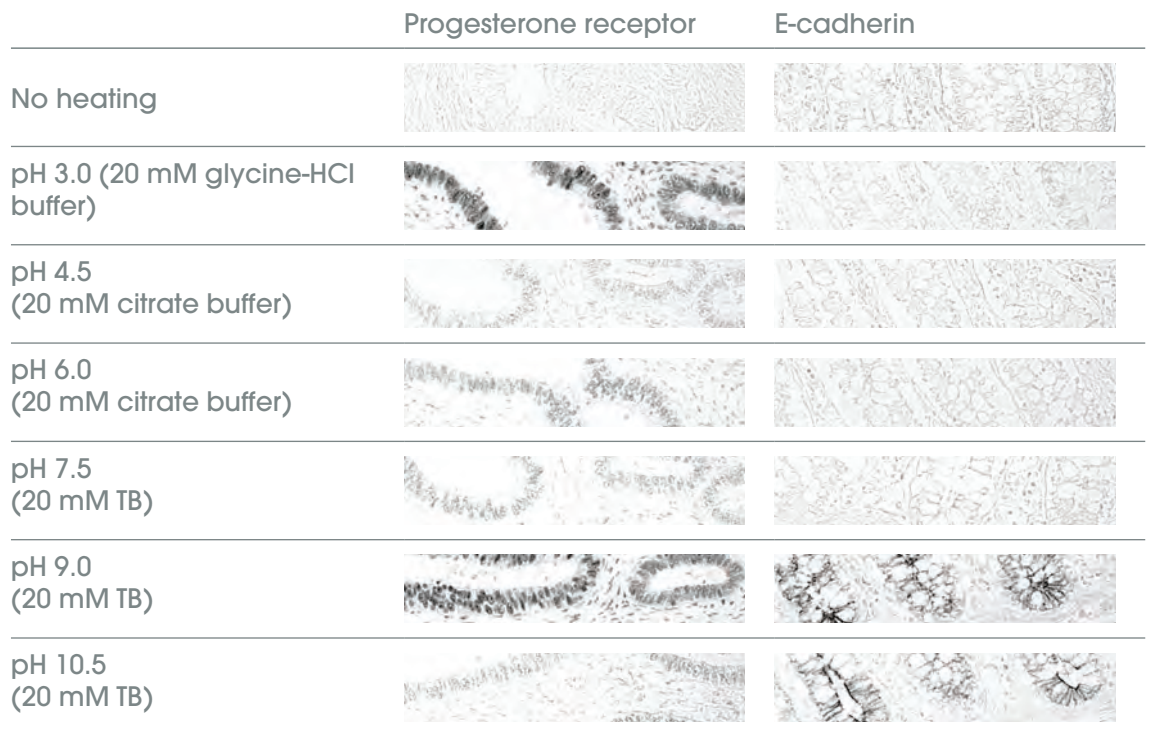 Progesterone receptor
E-cadherin
No heating
pH 3.0 (20 mM glycine-HCl
buffer)
pH 4.5
(20 mM citrate buffer)
pH 6.0
(20 mM citrate buffer)
pH 7.5
(20 mM TB)
pH 9.0
(20 mM TB)
pH 10.5
(20 mM TB)